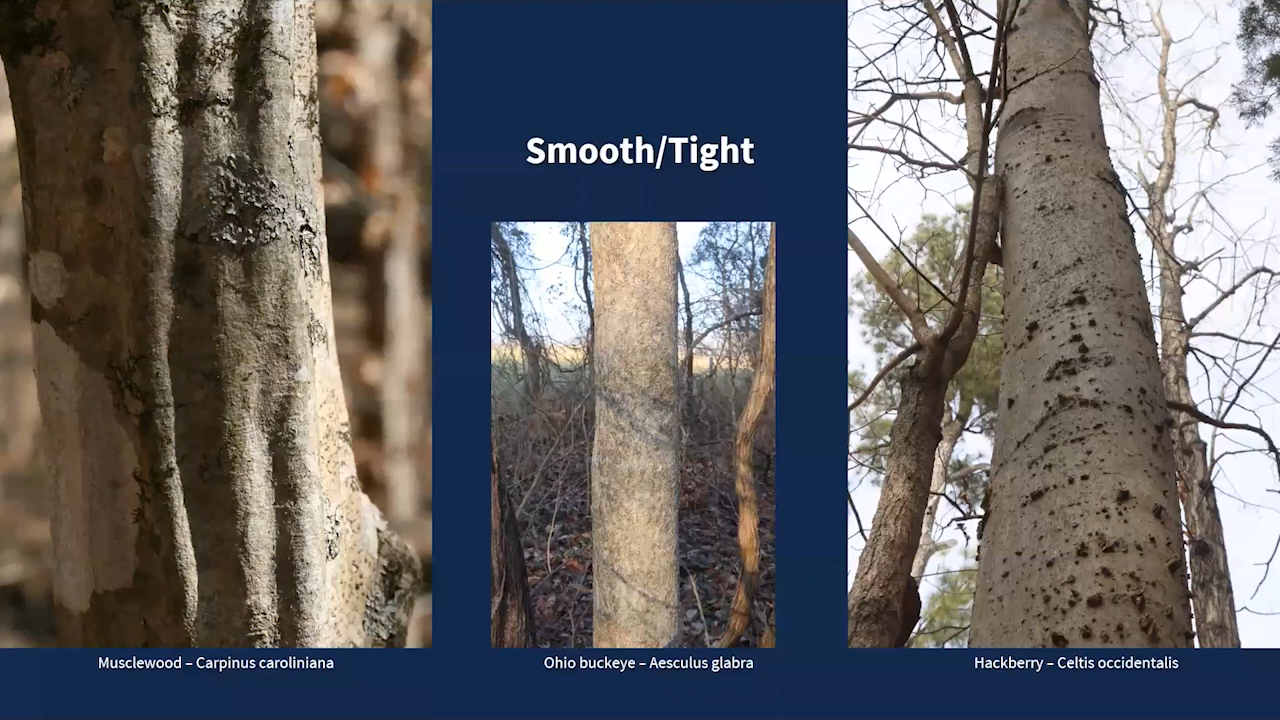 Smooth/Tight
Musclewood – Carpinus caroliniana
Ohio buckeye – Aesculus glabra
Hackberry – Celtis occidentalis